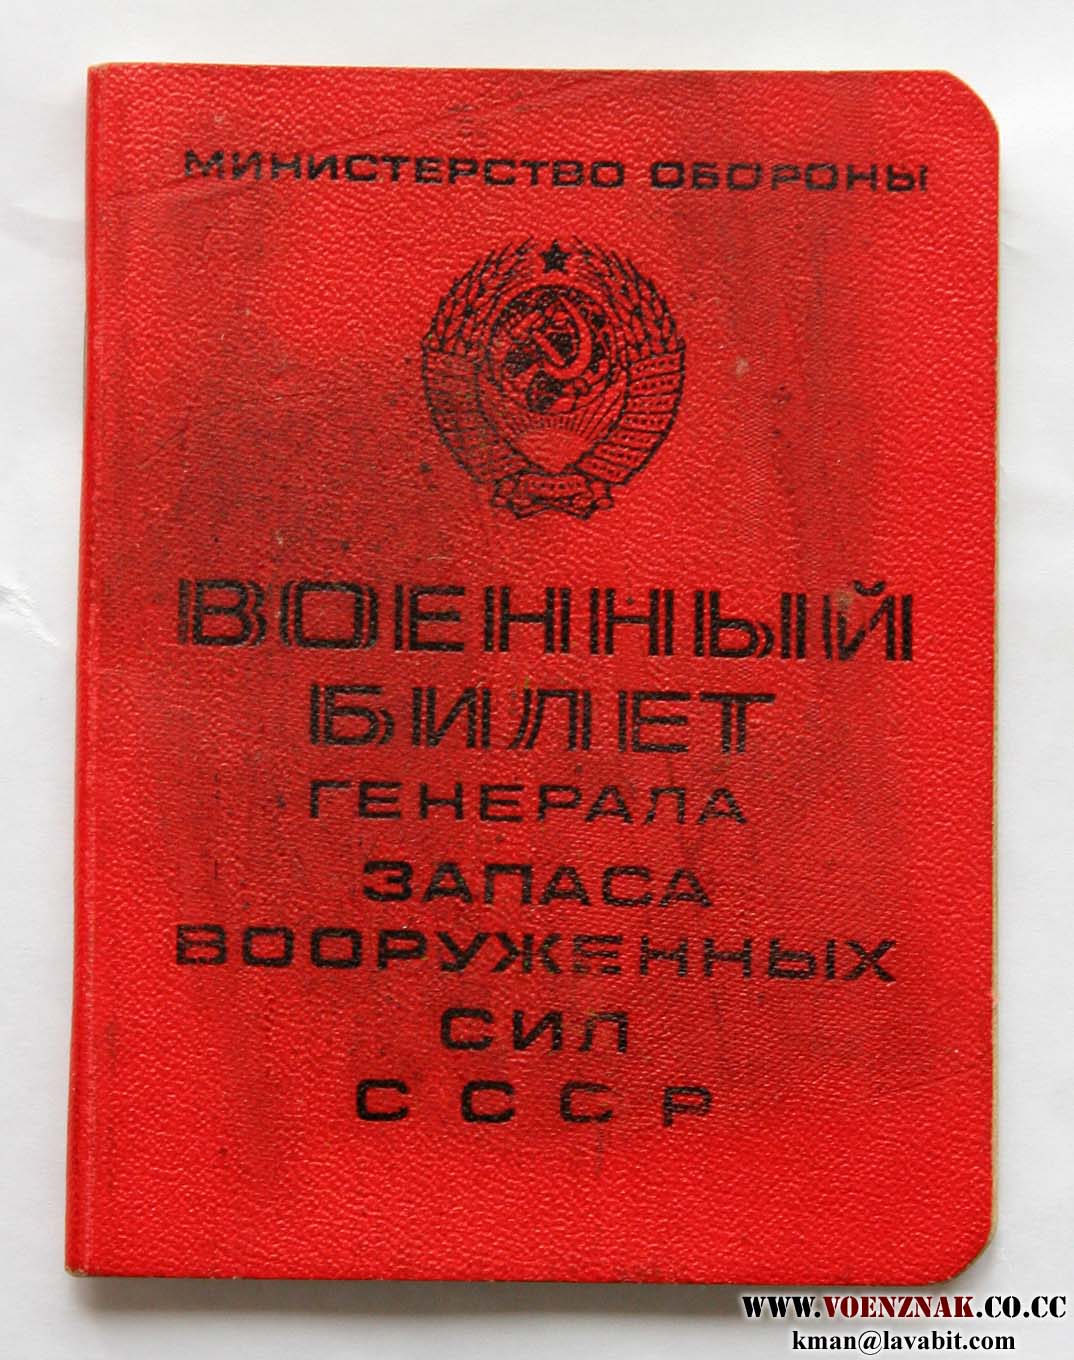 МИНИСТЕРСТВО ОБОРОНЫ
ВОЕННЫЙ
БИЛЕТ
ГЕНЕРАЛА
ЗАПАСА
ВООРУЖЕННЫХ
СИЛ
СССР
WWW.VOENZNAK.CO.CC
kman@lavabit.com